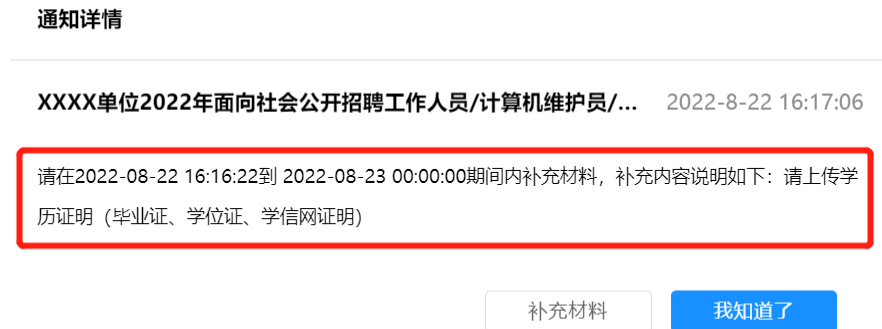 通知详情
XXXX单位2022年面向社会公开招聘工作人员/计算机维护员/... 2022-8-22 16:17:06
请在2022-08-22 16:16:22到 2022-08-23 00:00:00期间内补充材料，补充内容说明如下：请上传学
历证明（毕业证、学位证、学信网证明）
补充材料 我知道了